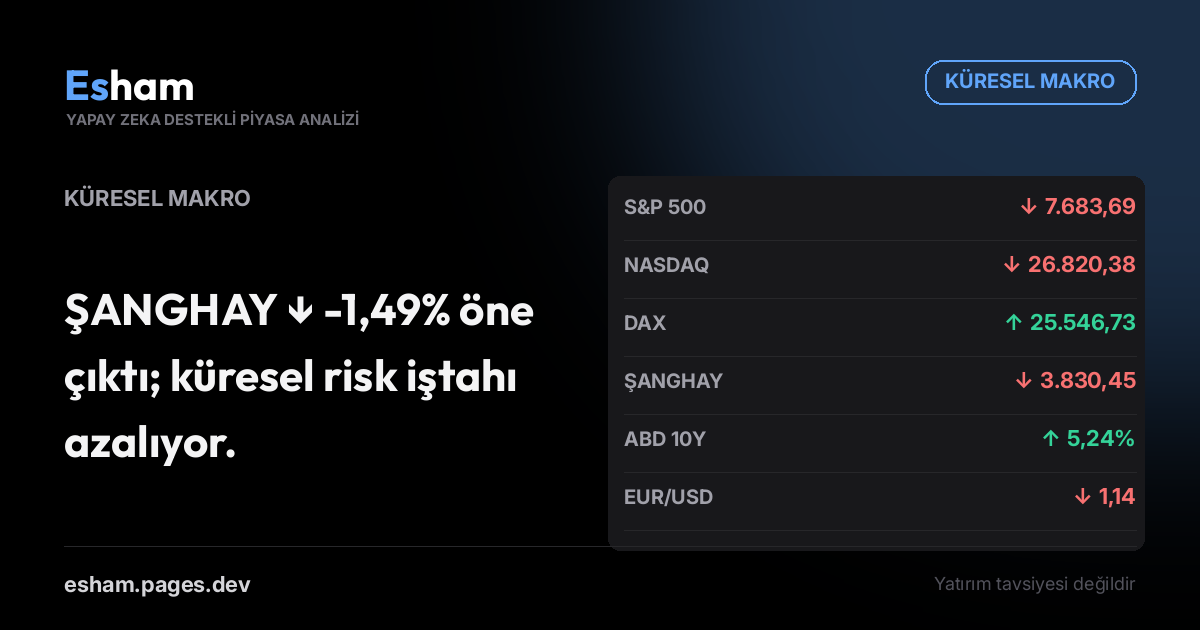 Esham
YAPAY ZEKA DESTEKLİ PİYASA ANALİZİ
KÜRESEL MAKRO
KÜRESEL MAKRO
ŞANGHAY ↓ -1,49% öne
çıktı; küresel risk iştahı
azalıyor.
S&P 500 ↓ 7.683,69
NASDAQ ↓ 26.820,38
DAX ↑ 25.546,73
ŞANGHAY ↓ 3.830,45
ABD 10Y ↑ 5,24%
EUR/USD ↓ 1,14
esham.pages.dev
Yatırım tavsiyesi değildir